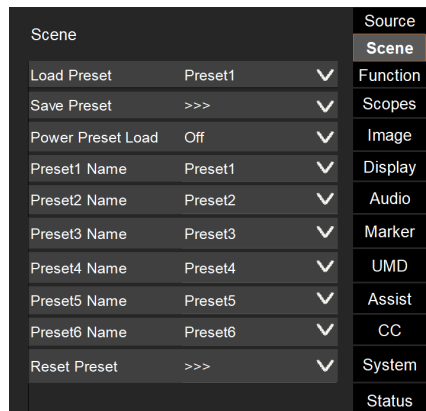 Scene
Load Preset Preset1
Save Preset >>>
Power Preset Load Off
Preset1 Name Preset1
Preset2 Name Preset2
Preset3 Name Preset3
Preset4 Name Preset4
Preset5 Name Preset5
Preset6 Name Preset6
Reset Preset >>>
Source
Scene
Function
Scopes
Image
Display
Audio
Marker
UMD
Assist
CC
System
Status